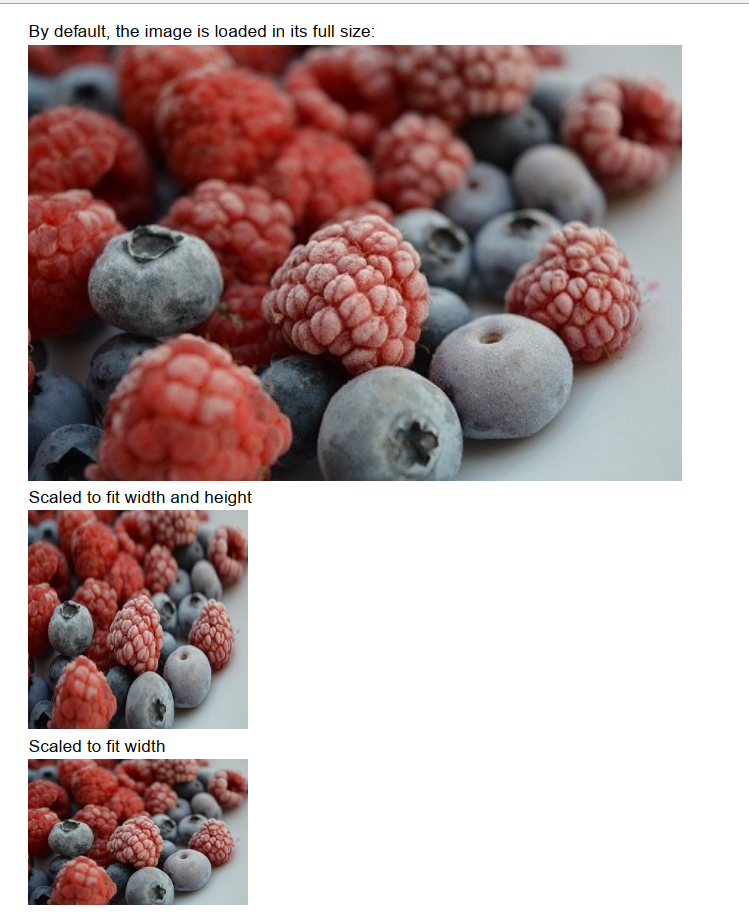 By default, the image is loaded in its full size:
Scaled to fit width and height
Scaled to fit width